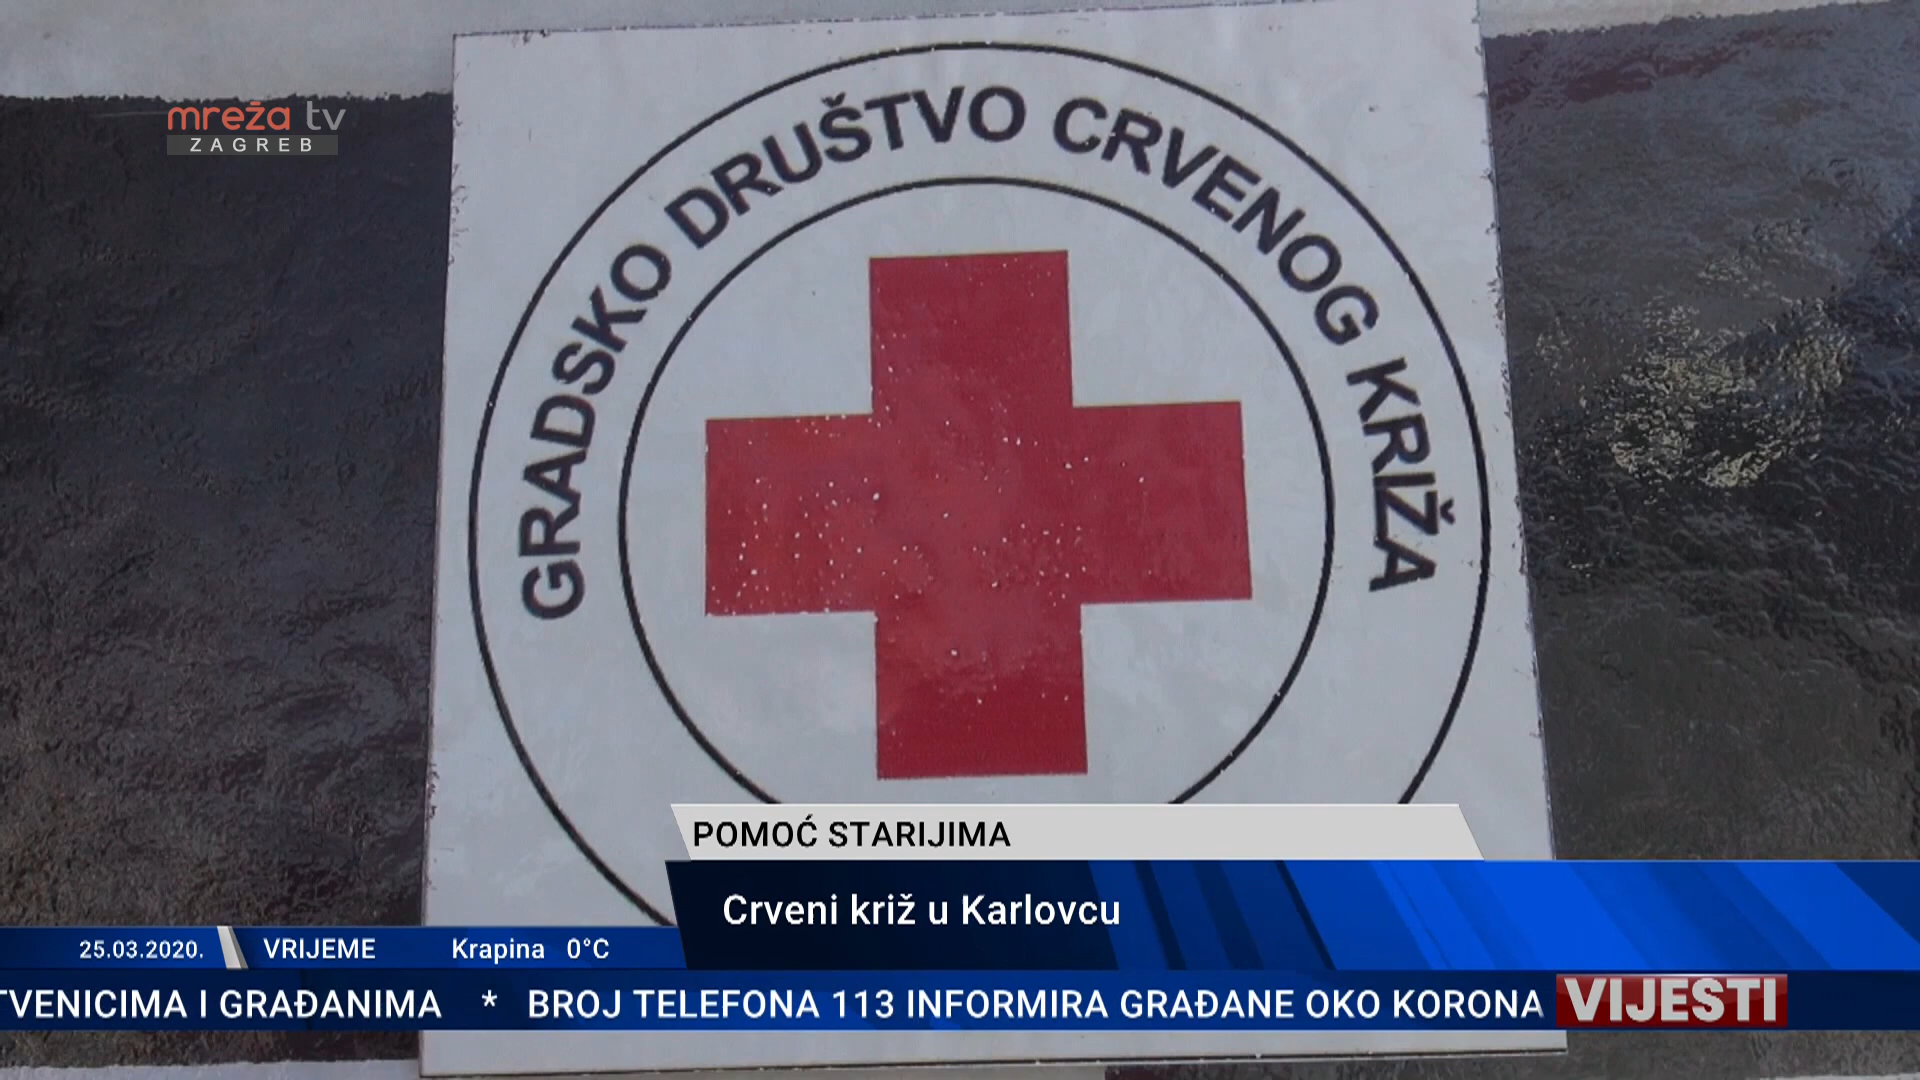 mreža tv
ZAGREB
GRADSKO DRUŠTVO CRVENOG KRIŽA
POMOĆ STARIJIMA
Crveni križ u Karlovcu
25.03.2020. VRIJEME Krapina 0°C
TVENICIMA I GRAĐANIMA * BROJ TELEFONA 113 INFORMIRA GRAĐANE OKO KORONA
VIJESTI